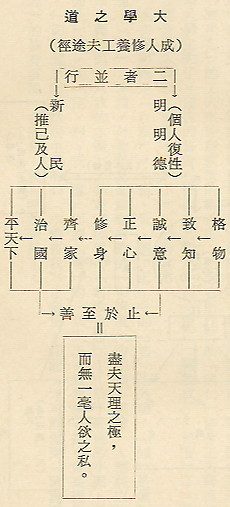 大學之道
（成人修養工夫途徑）
二者並行
明明德
（個人復性）
新民
（推己及人）
格物
致知
誠意
正心
修身
齊家
治國
平天下
止於至善
盡夫天理之極，
而無一毫人欲之私。